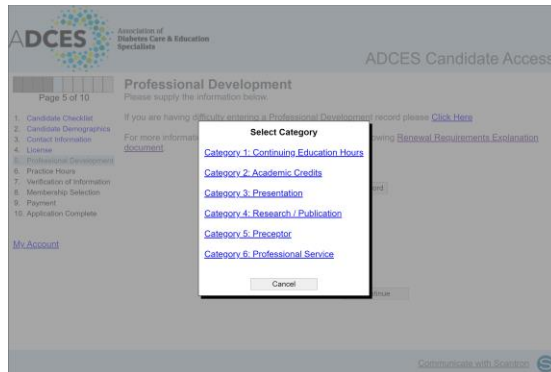 ADCES
Association of
Diabetes Care & Education
Specialists
ADCES Candidate Access
Page 5 of 10
1. Candidate Checklist
2. Candidate Demographics
3. Contact Information
4. License
5. Professional Development
6. Practice Hours
7. Verification of Information
8. Membership Selection
9. Payment
10. Application Complete
My Account
Professional Development
Please supply the information below.
If you are having difficulty entering a Professional Development record please Click Here
For more informati
owing Renewal Requirements Explanation
document.
Select Category
Category 1: Continuing Education Hours
Category 2: Academic Credits
Category 3: Presentation
Category 4: Research / Publication
Category 5: Preceptor
Category 6: Professional Service
Cancel
ord
tinue
Communicate with Scantron